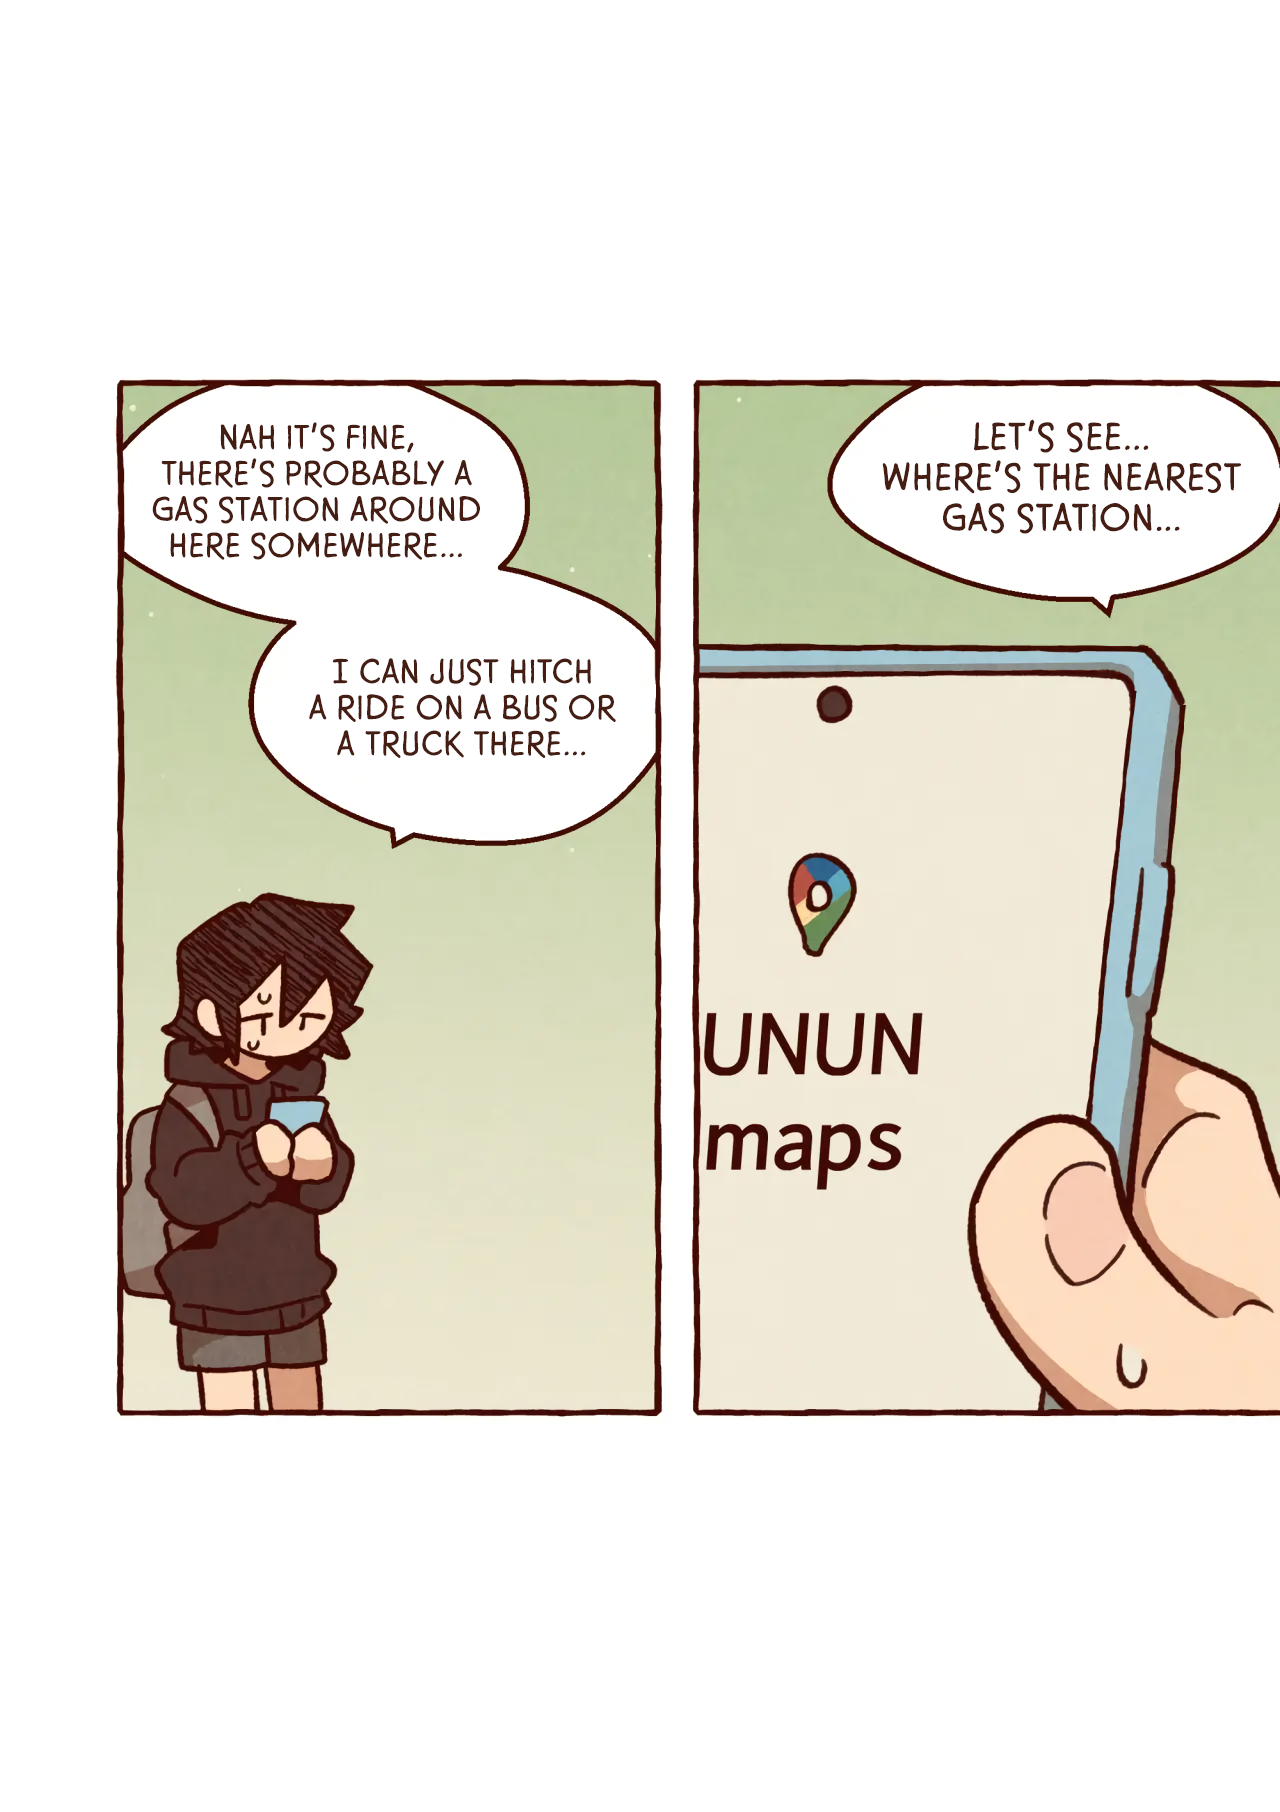 NAH IT'S FINE,
THERE'S PROBABLY A
GAS STATION AROUND
HERE SOMEWHERE...
I CAN JUST HITCH
A RIDE ON A BUS OR
A TRUCK THERE...
LET'S SEE...
WHERE'S THE NEAREST
GAS STATION...
UNUN
maps